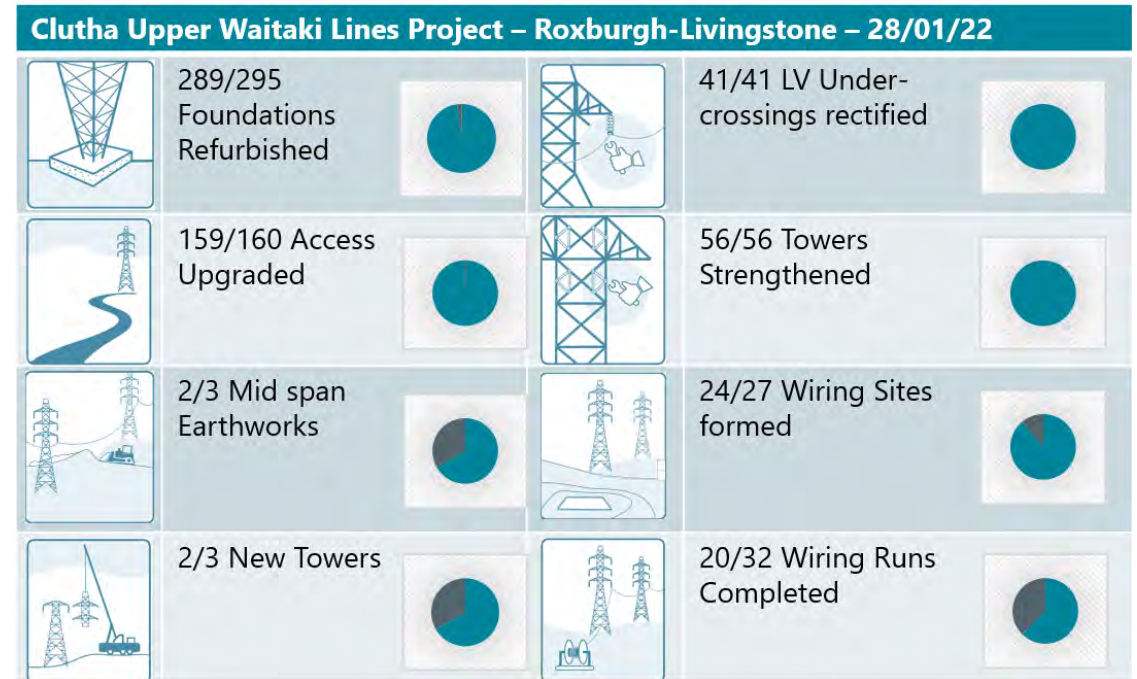 Clutha Upper Waitaki Lines Project – Roxburgh-Livingstone – 28/01/22
289/295
Foundations
Refurbished
41/41 LV Under-
crossings rectified
159/160 Access
Upgraded
56/56 Towers
Strengthened
2/3 Mid span
Earthworks
24/27 Wiring Sites
formed
2/3 New Towers
20/32 Wiring Runs
Completed